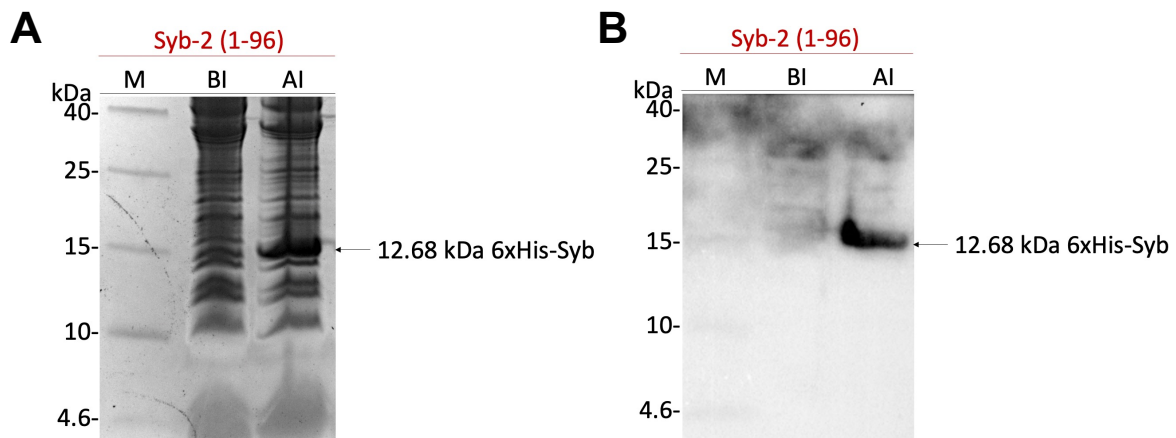 A
Syb-2 (1-96)
M BI AI
kDa
40-
25-
15-
12.68 kDa 6xHis-Syb
10-
4.6-
B
Syb-2 (1-96)
M BI AI
kDa
40-
25-
15-
12.68 kDa 6xHis-Syb
10-
4.6-